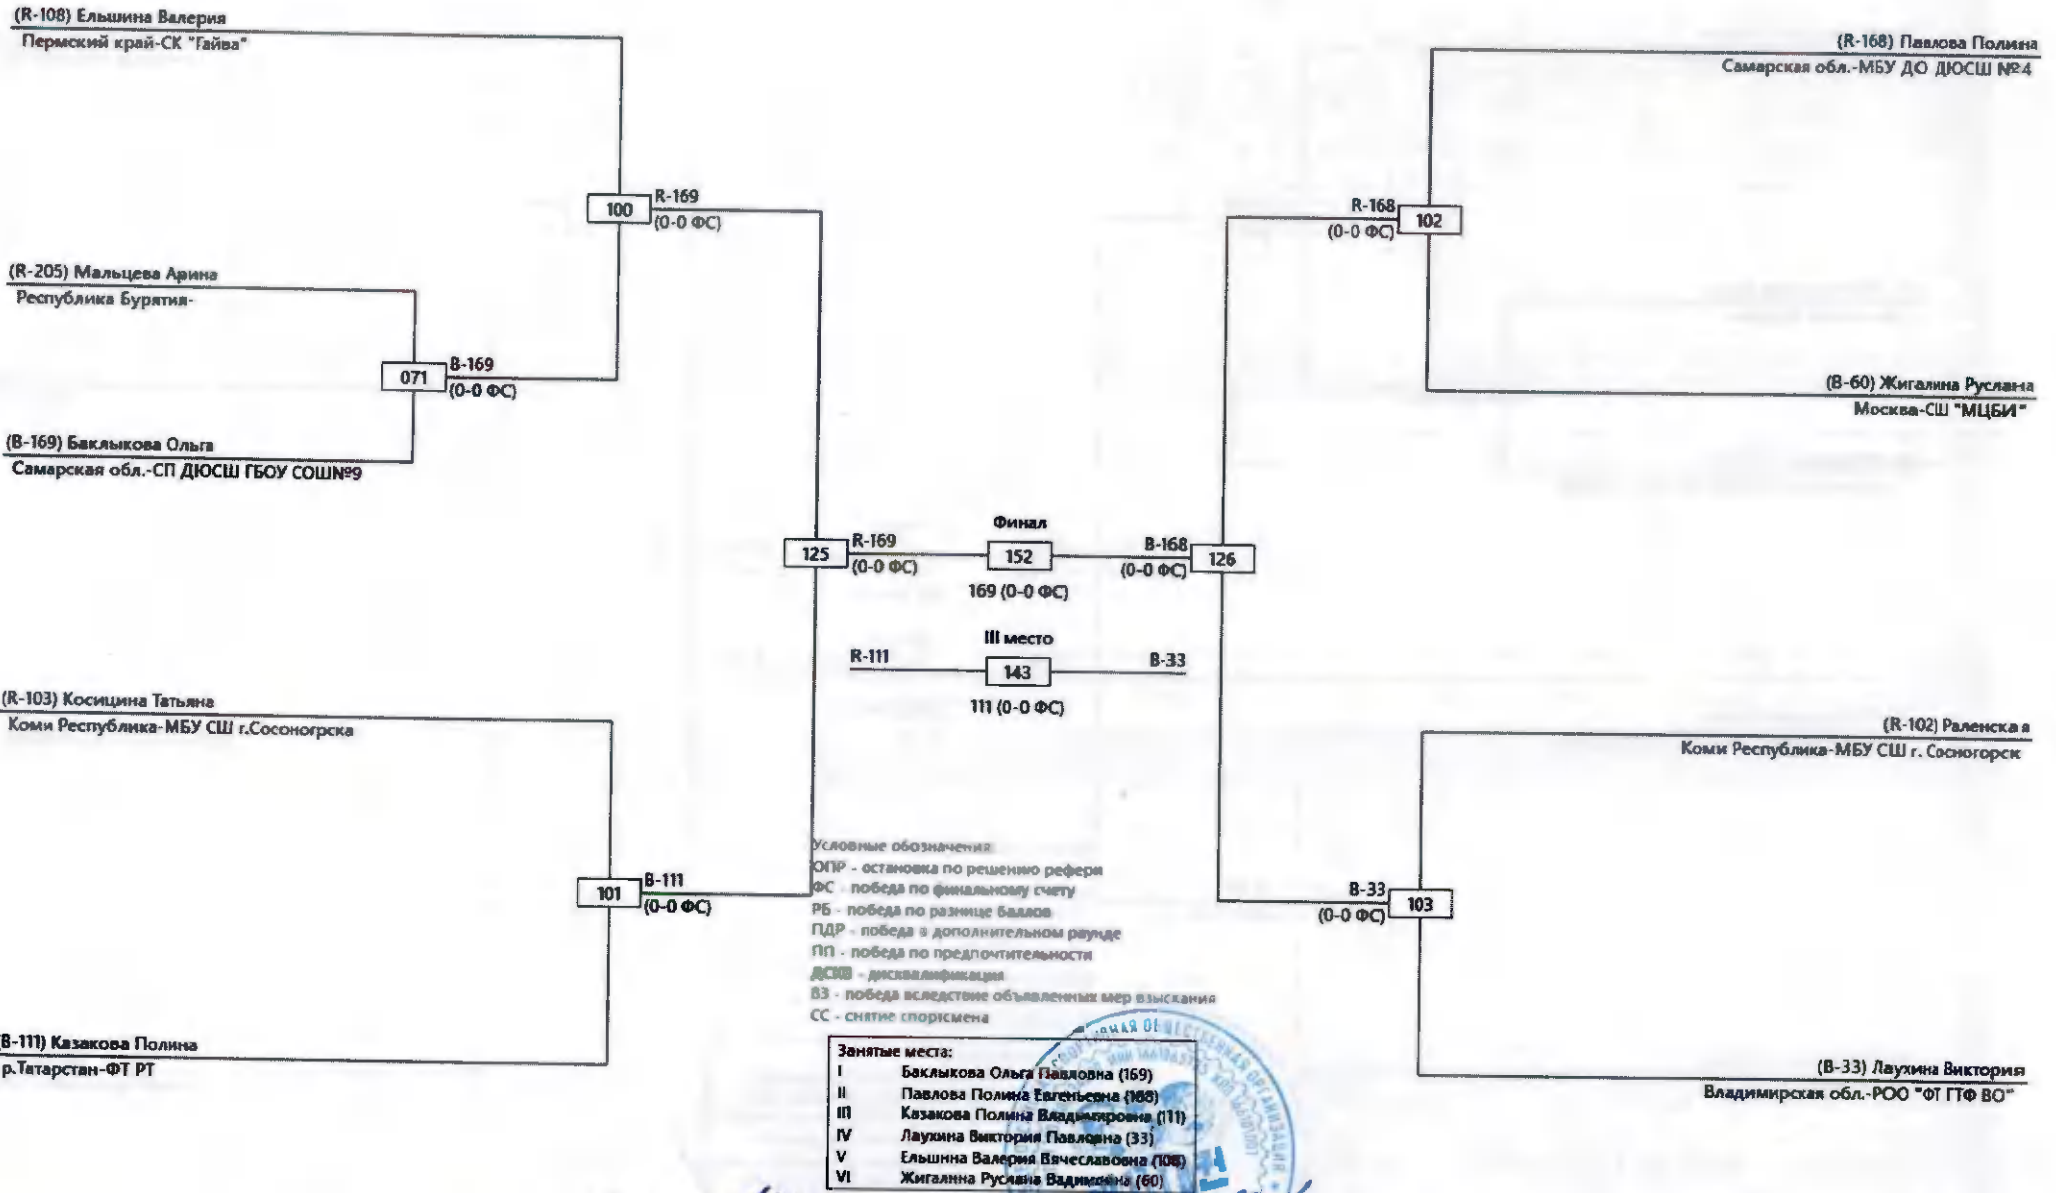 (R-108) Ельшина Валерия
Пермский край-СК "Гайва"
(R-205) Мальцева Арина
Республика Бурятия-
(B-169) Баклыкова Ольга
Самарская обл.-СП ДЮСШ ГБОУ СОШ№9
071
B-169
(0-0 ФС)
100
R-169
(0-0 ФС)
(R-103) Косицина Татьяна
Коми Республика-МБУ СШ г.Сосоногрска
(B-111) Казакова Полина
р.Татарстан-ФТ РТ
101
B-111
(0-0 ФС)
125
R-169
(0-0 ФС)
Финал
152
169 (0-0 ФС)
III место
R-111
143
B-33
111 (0-0 ФС)
B-168
(0-0 ФС)
126
(R-168) Павлова Полина
Самарская обл.-МБУ ДО ДЮСШ №4
R-168
(0-0 ФС)
102
(B-60) Жигалина Руслана
Москва-СШ "МЦБИ"
(R-102) Раленская
Коми Республика-МБУ СШ г. Сосногорск
B-33
(0-0 ФС)
103
(B-33) Лаухина Виктория
Владимирская обл.-РОО "ФТ ГТФ ВО"
Условные обозначения:
ОПР - остановка по решению рефери
ФС - победа по финальному счету
РБ - победа по разнице баллов
ПДР - победа в дополнительном раунде
ПП - победа по предпочтительности
ДСКВ - дисквалификация
ВЗ - победа вследствие объявленных мер взыскания
СС - снятие спортсмена
Занятые места:
I Баклыкова Ольга Павловна (169)
II Павлова Полина Евгеньевна (168)
III Казакова Полина Владимировна (111)
IV Лаухина Виктория Павловна (33)
V Ельшина Валерия Вячеславовна (108)
VI Жигалина Руслана Вадимовна (60)
ОБЩЕСТВЕННАЯ ОРГАНИЗАЦИЯ